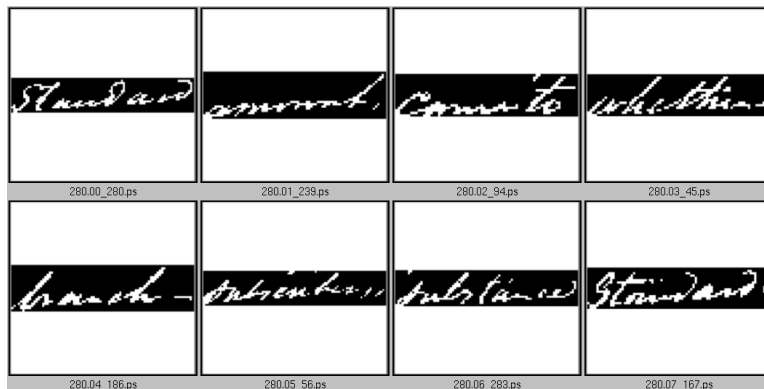 Standard
amount,
Come to
whether
280.00_280.ps
280.01_239.ps
280.02_94.ps
280.03_45.ps
branch -
substances
Standard
280.04_186.ps
280.05_56.ps
280.06_283.ps
280.07_167.ps